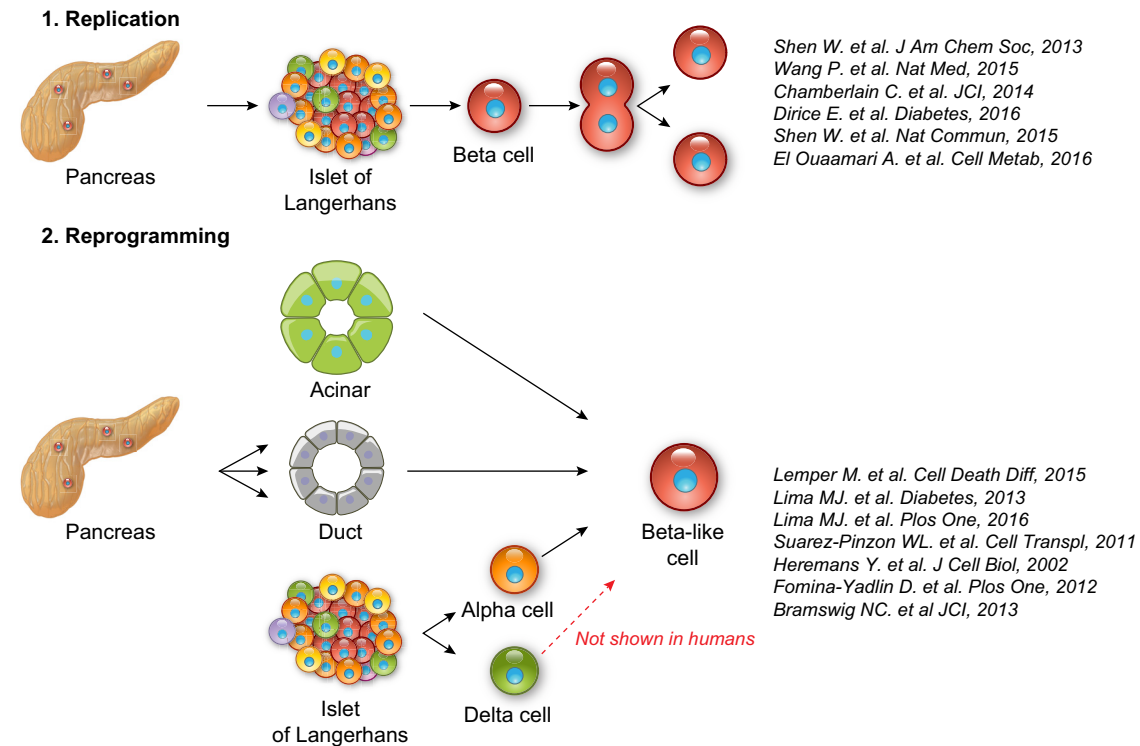 1. Replication
Pancreas
Islet of
Langerhans
Beta cell
Shen W. et al. J Am Chem Soc, 2013
Wang P. et al. Nat Med, 2015
Chamberlain C. et al. JCI, 2014
Dirice E. et al. Diabetes, 2016
Shen W. et al. Nat Commun, 2015
El Ouaamari A. et al. Cell Metab, 2016
2. Reprogramming
Acinar
Pancreas
Duct
Islet
of Langerhans
Alpha cell
Delta cell
Not shown in humans
Beta-like
cell
Lemper M. et al. Cell Death Diff, 2015
Lima MJ. et al. Diabetes, 2013
Lima MJ. et al. Plos One, 2016
Suarez-Pinzon WL. et al. Cell Transpl, 2011
Heremans Y. et al. J Cell Biol, 2002
Fomina-Yadlin D. et al. Plos One, 2012
Bramswig NC. et al JCI, 2013